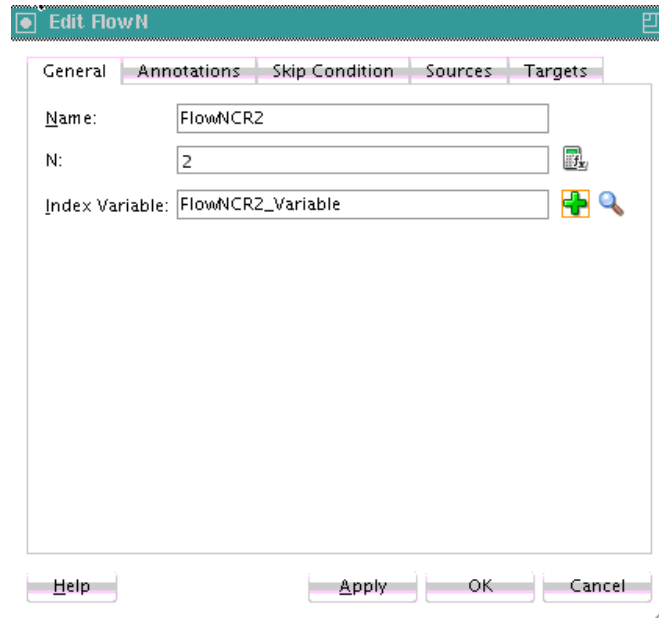 Edit FlowN
General Annotations Skip Condition Sources Targets
Name: FlowNCR2
N: 2
Index Variable: FlowNCR2_Variable
Help Apply OK Cancel